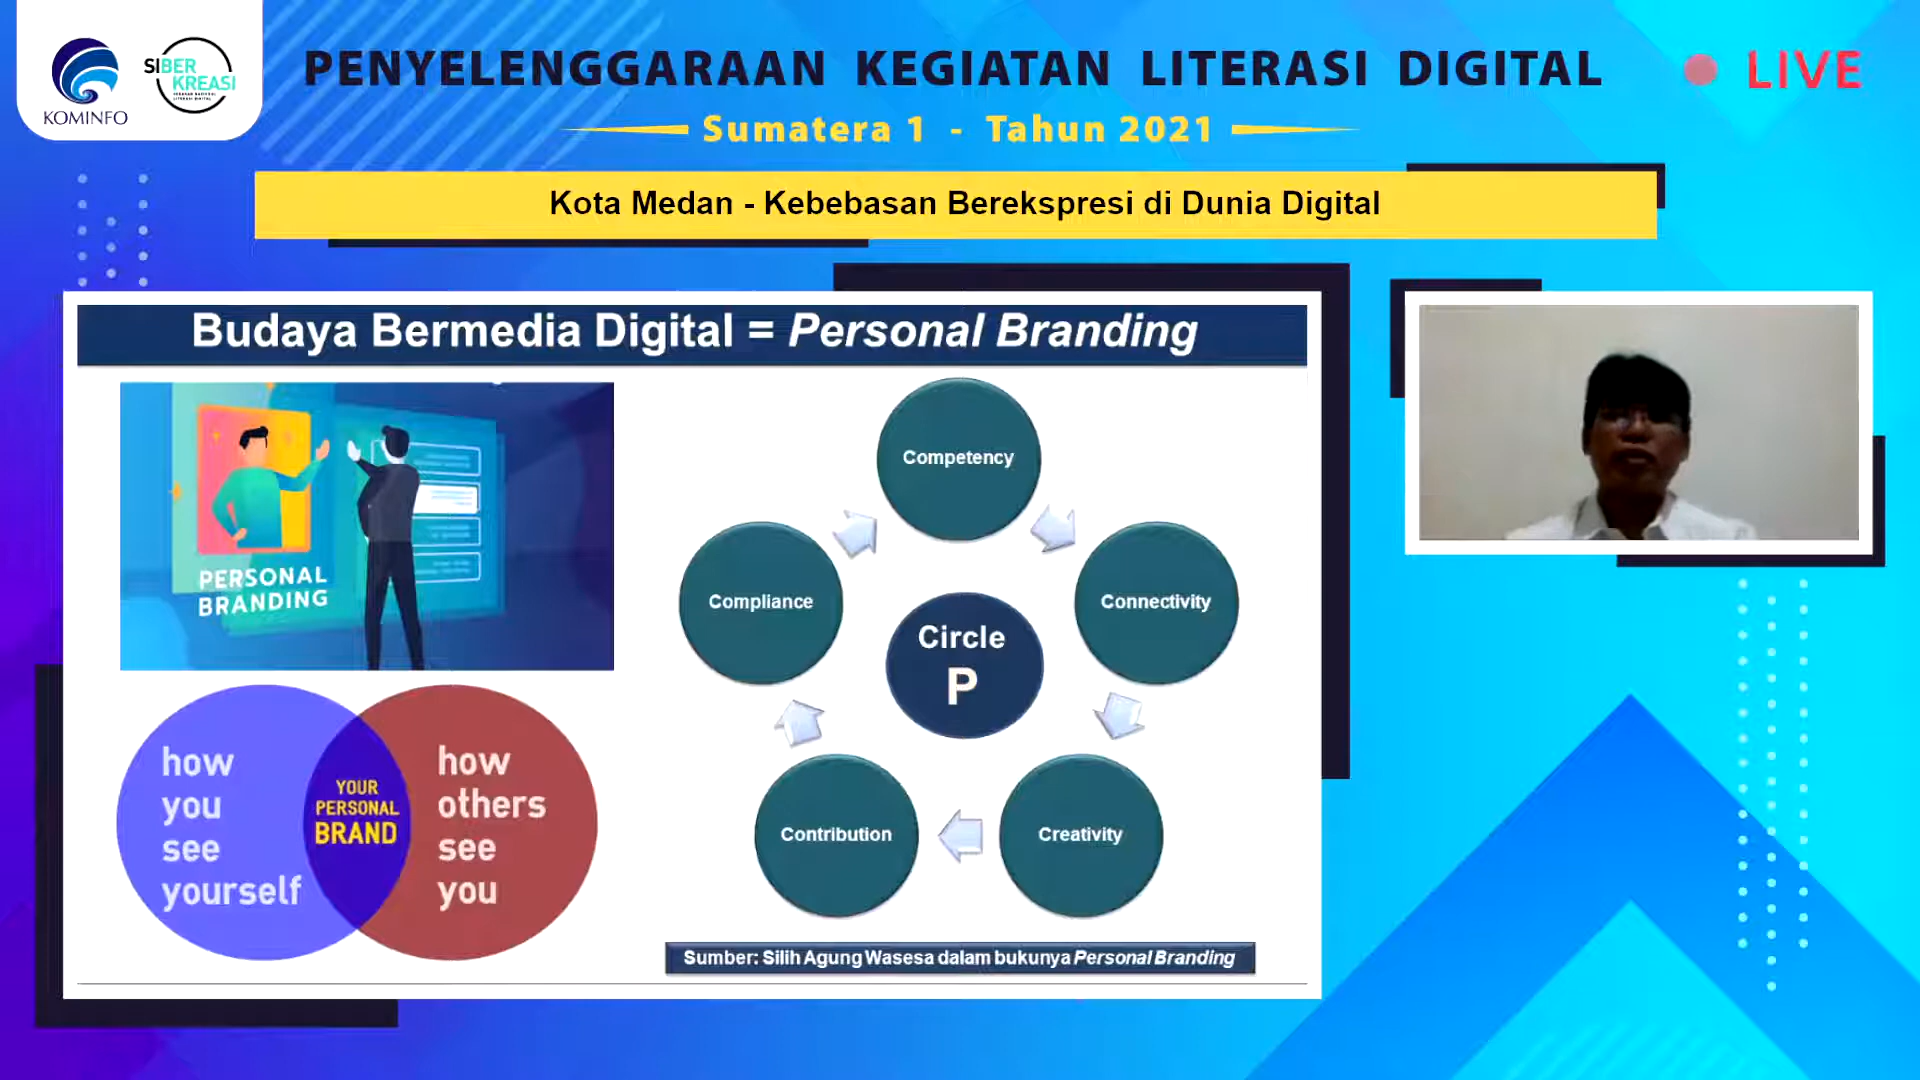 KOMINFO
SIBER
KREASI
PENYELENGGARAAN KEGIATAN LITERASI DIGITAL
LIVE
Sumatera 1 - Tahun 2021
Kota Medan - Kebebasan Berekspresi di Dunia Digital
Budaya Bermedia Digital = Personal Branding
PERSONAL
BRANDING
how
you
see
yourself
YOUR
PERSONAL
BRAND
how
others
see
you
Competency
Connectivity
Creativity
Contribution
Compliance
Circle
P
Sumber: Silih Agung Wasesa dalam bukunya Personal Branding